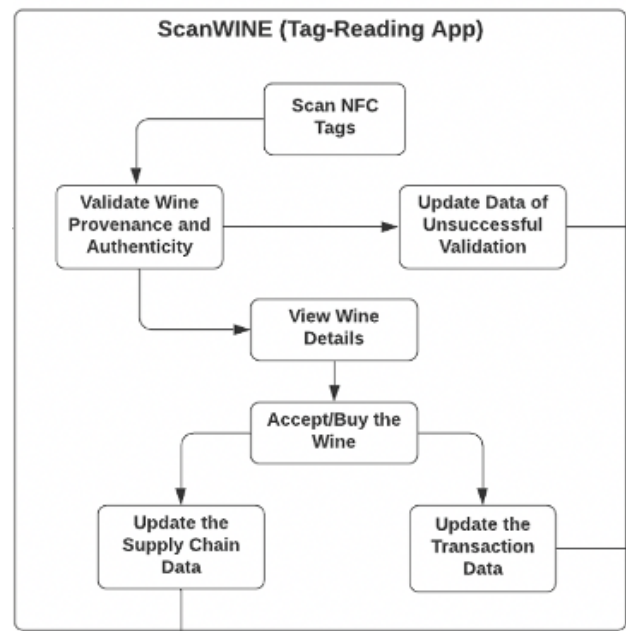 ScanWINE (Tag-Reading App)
Scan NFC
Tags
Validate Wine
Provenance and
Authenticity
Update Data of
Unsuccessful
Validation
View Wine
Details
Accept/Buy the
Wine
Update the
Supply Chain
Data
Update the
Transaction
Data